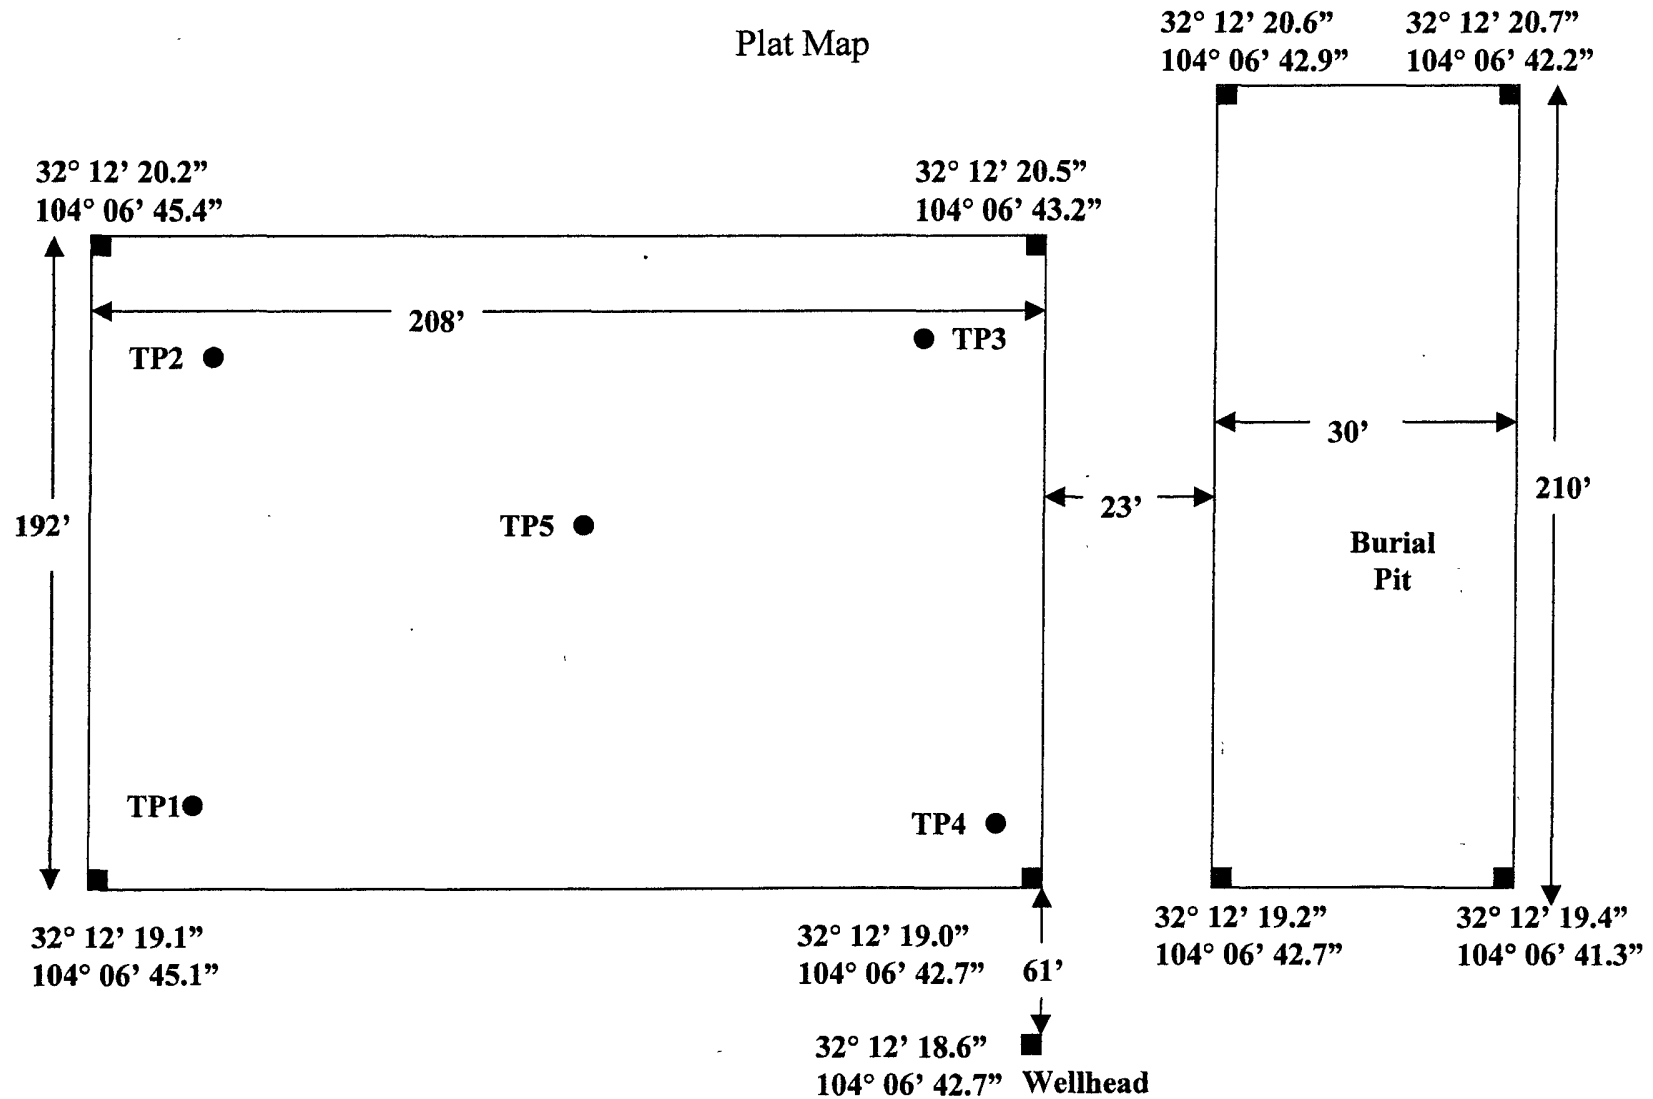 Plat Map
32° 12’ 20.6”
104° 06’ 42.9”
32° 12’ 20.7”
104° 06’ 42.2”
32° 12’ 20.2”
104° 06’ 45.4”
32° 12’ 20.5”
104° 06’ 43.2”
208’
TP2
TP3
30’
192’
TP5
23’
210’
Burial
Pit
TP1
TP4
32° 12’ 19.1”
104° 06’ 45.1”
32° 12’ 19.0”
104° 06’ 42.7”
61’
32° 12’ 19.2”
104° 06’ 42.7”
32° 12’ 19.4”
104° 06’ 41.3”
32° 12’ 18.6”
104° 06’ 42.7”
Wellhead